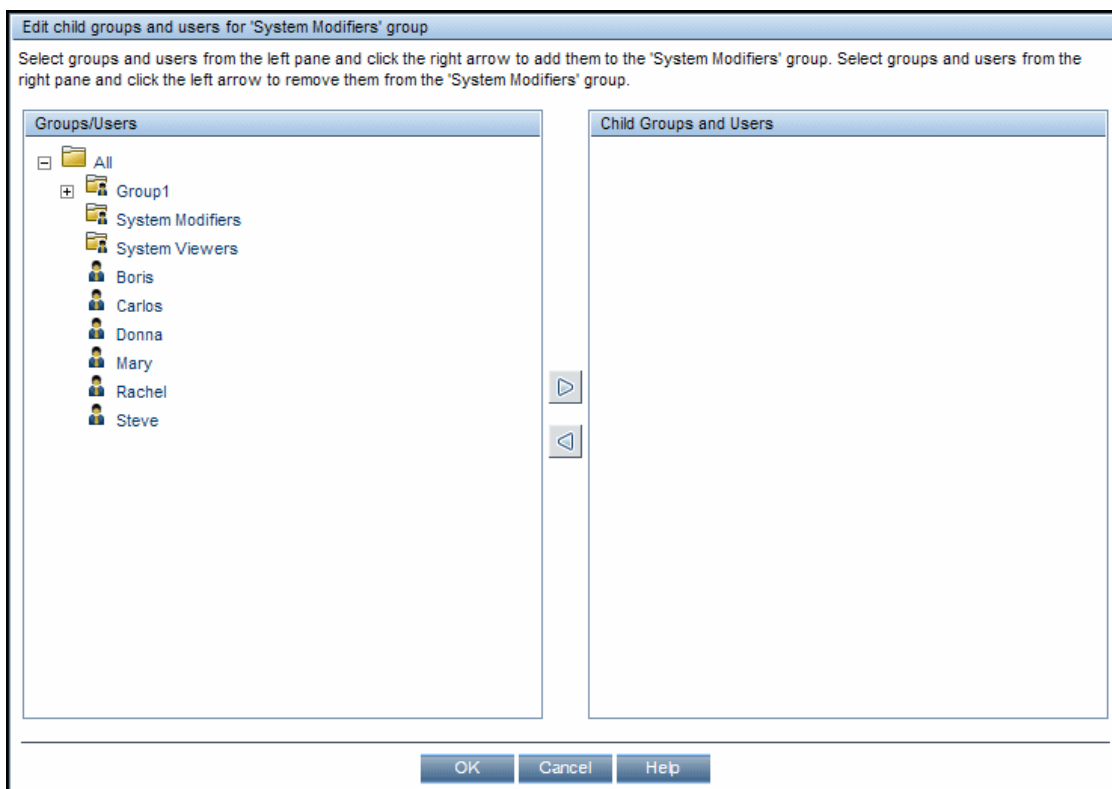 Edit child groups and users for 'System Modifiers' group
Select groups and users from the left pane and click the right arrow to add them to the 'System Modifiers' group. Select groups and users from the
right pane and click the left arrow to remove them from the 'System Modifiers' group.
Groups/Users
All
Group1
System Modifiers
System Viewers
Boris
Carlos
Donna
Mary
Rachel
Steve
Child Groups and Users
OK
Cancel
Help